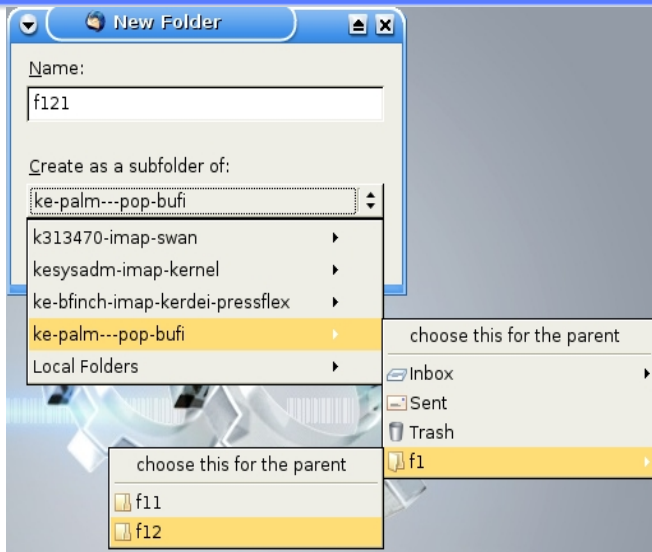 New Folder
Name:
f121
Create as a subfolder of:
ke-palm---pop-bufi
k313470-imap-swan
kesysadm-imap-kernel
ke-bfinch-imap-kerdei-pressflex
ke-palm---pop-bufi
Local Folders
choose this for the parent
Inbox
Sent
Trash
f1
choose this for the parent
f11
f12